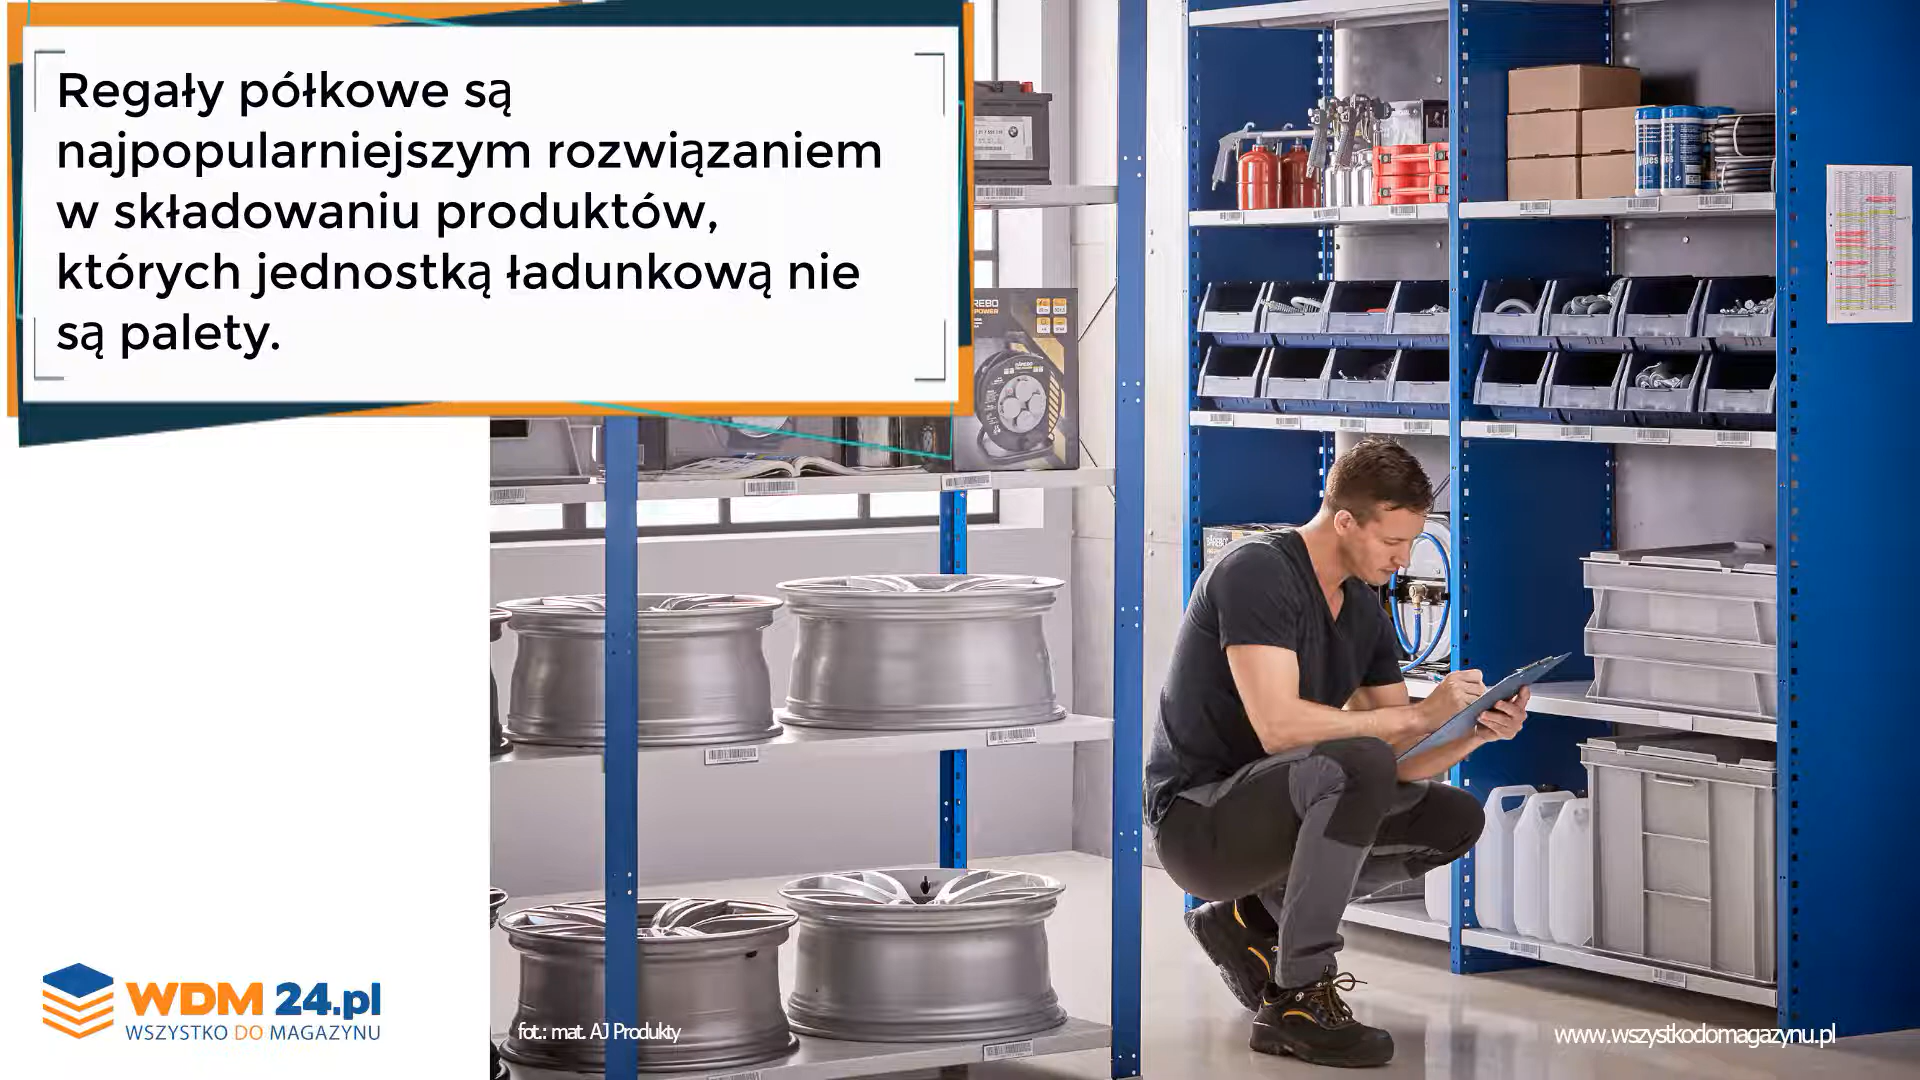 Regały półkowe są
najpopularniejszym rozwiązaniem
w składowaniu produktów,
których jednostką ładunkową nie
są palety.
WDM 24.pl
WSZYSTKO DO MAGAZYNU
fot.: mat. AJ Produkty
www.wszystkodomagazynu.pl